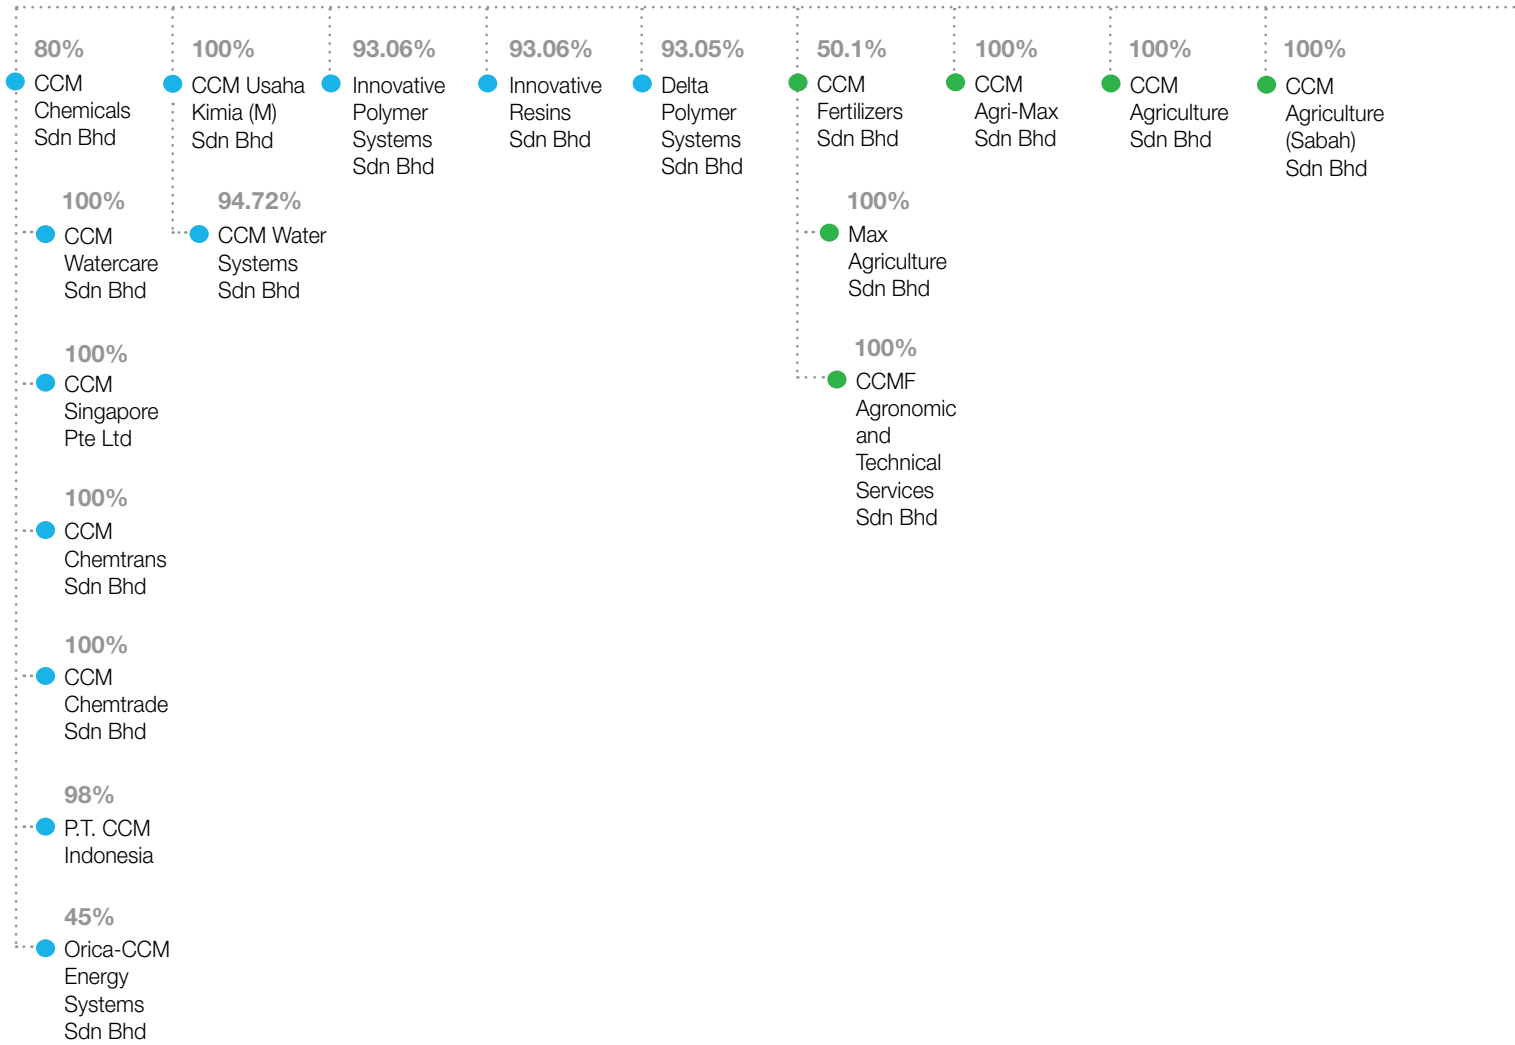 80%
CCM
Chemicals
Sdn Bhd
100%
CCM
Watercare
Sdn Bhd
100%
CCM
Singapore
Pte Ltd
100%
CCM
Chemtrans
Sdn Bhd
100%
CCM
Chemtrade
Sdn Bhd
98%
P.T. CCM
Indonesia
45%
Orica-CCM
Energy
Systems
Sdn Bhd
100%
CCM Usaha
Kimia (M)
Sdn Bhd
94.72%
CCM Water
Systems
Sdn Bhd
93.06%
Innovative
Polymer
Systems
Sdn Bhd
93.06%
Innovative
Resins
Sdn Bhd
93.05%
Delta
Polymer
Systems
Sdn Bhd
50.1%
CCM
Fertilizers
Sdn Bhd
100%
Max
Agriculture
Sdn Bhd
100%
CCMF
Agronomic
and
Technical
Services
Sdn Bhd
100%
CCM
Agri-Max
Sdn Bhd
100%
CCM
Agriculture
Sdn Bhd
100%
CCM
Agriculture
(Sabah)
Sdn Bhd